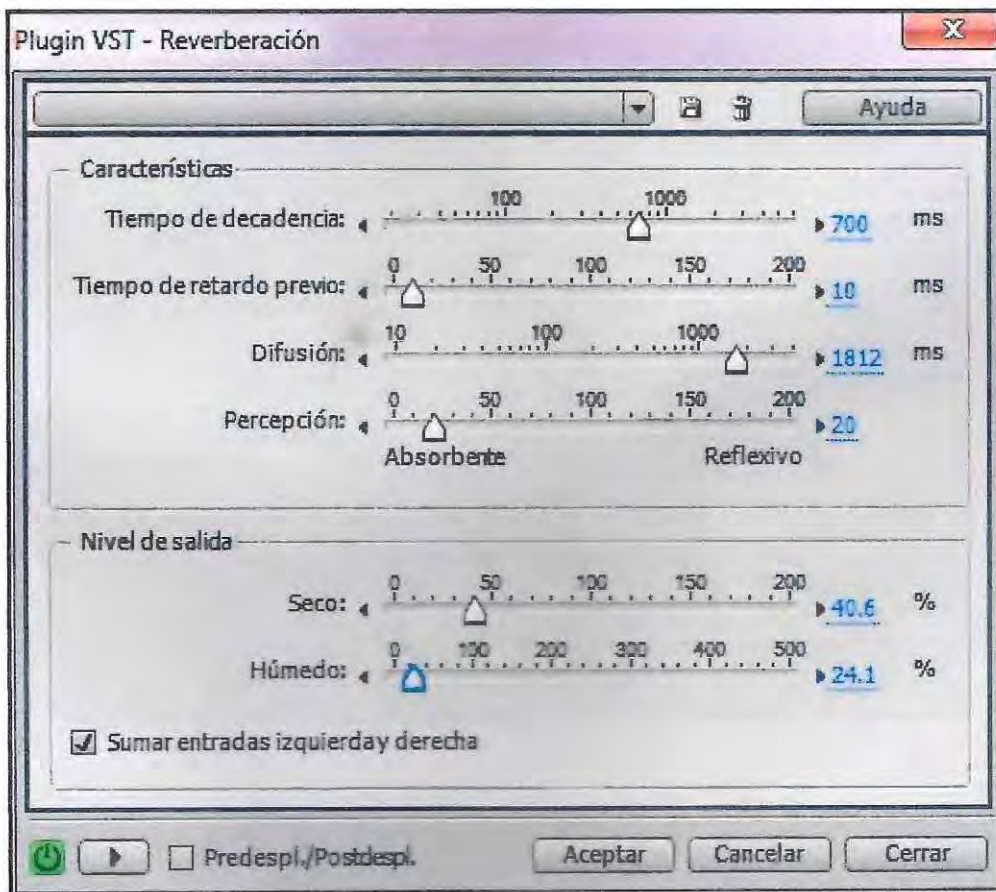 Plugin VST - Reverberación
Ayuda
Características
100 1000
Tiempo de decadencia: 700 ms
0 50 100 150 200
Tiempo de retardo previo: 10 ms
10 100 1000
Difusión: 1812 ms
0 50 100 150 200
Percepción: 20
Absorbente Reflexivo
Nivel de salida
0 50 100 150 200
Seco: 40.6 %
0 100 200 300 400 500
Húmedo: 24.1 %
Sumar entradas izquierda y derecha
Predespl./Postdespl. Aceptar Cancelar Cerrar